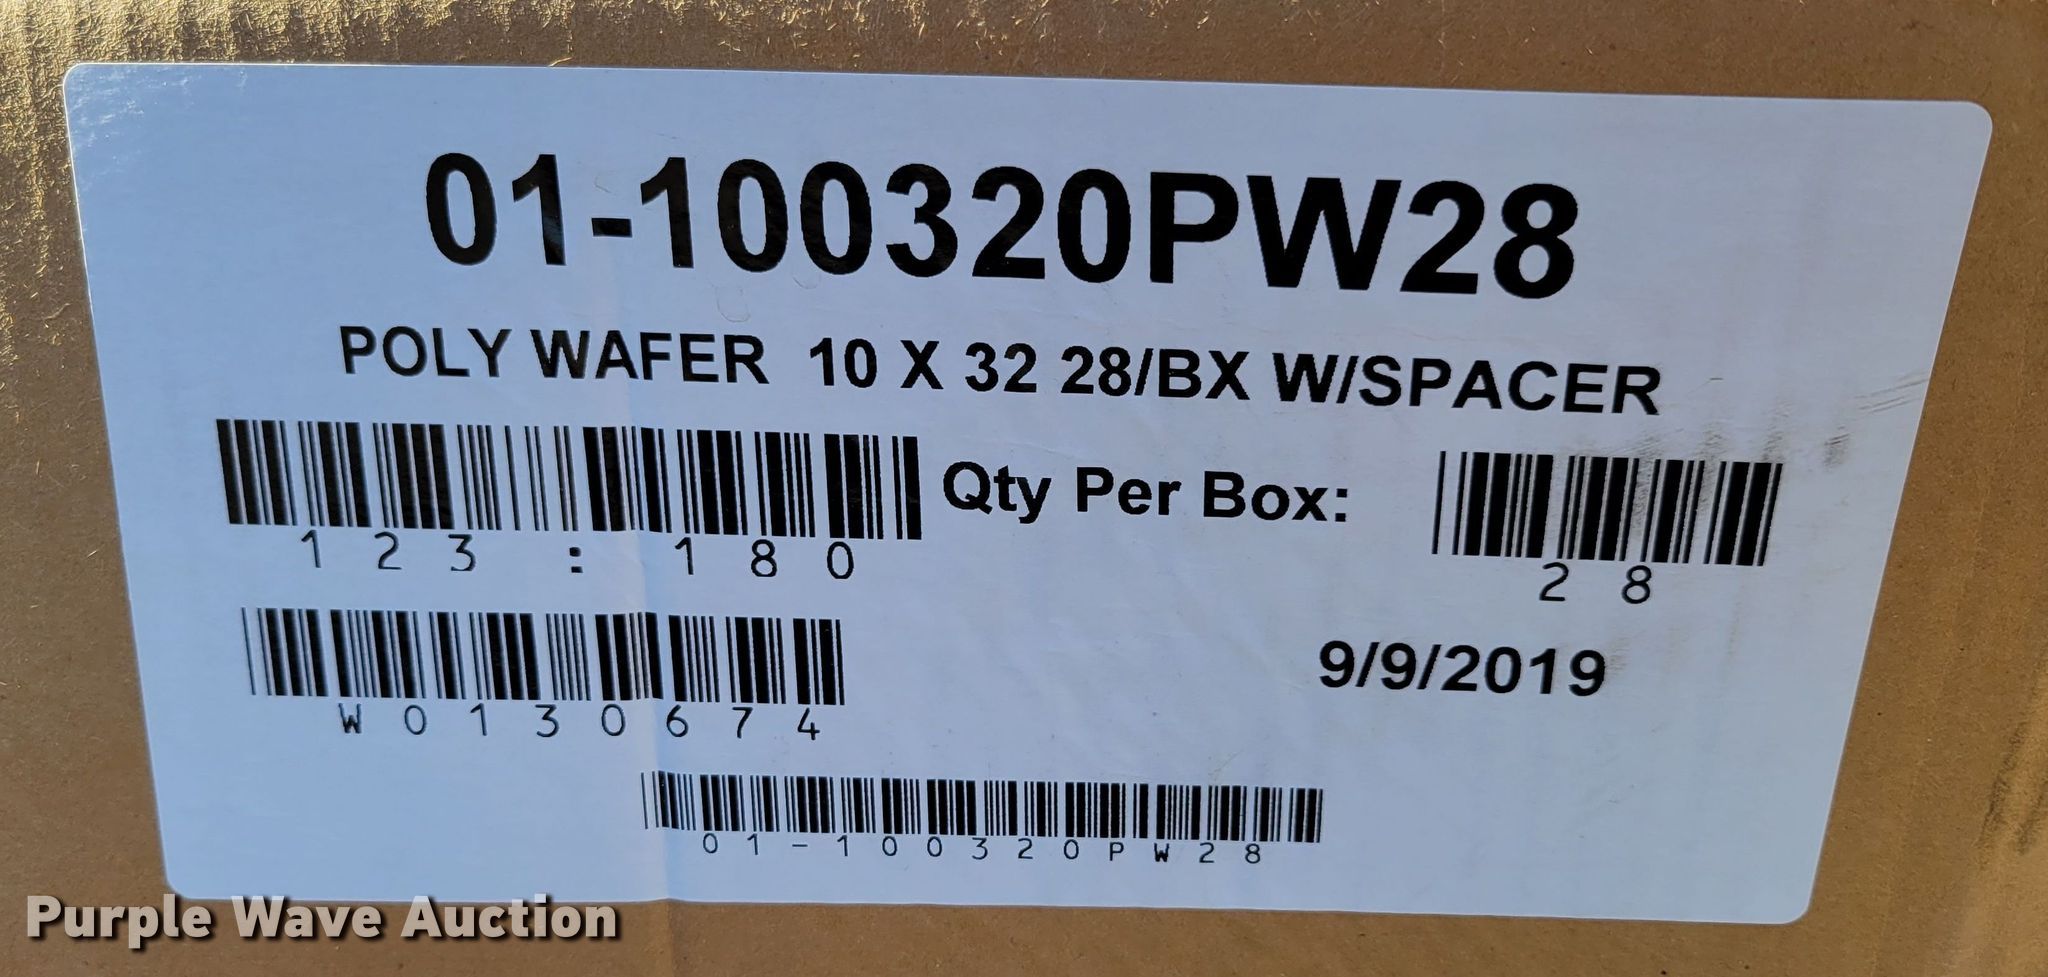 01-100320PW28
POLY WAFER 10 X 32 28/BX W/SPACER
Qty Per Box:
123 : 180
28
9/9/2019
W0130674
01-100320PW28
Purple Wave Auction